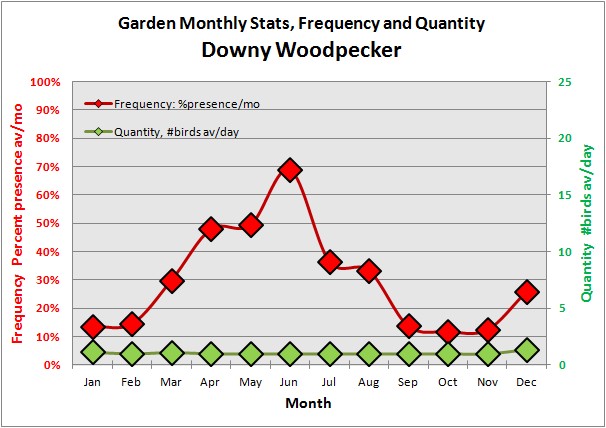 Garden Monthly Stats, Frequency and Quantity
Downy Woodpecker
Frequency Percent presence av/mo
100%
90%
80%
70%
60%
50%
40%
30%
20%
10%
0%
Frequency: %presence/mo
Quantity, #birds av/day
25
20
15
10
5
0
Quantity #birds av/day
Jan Feb Mar Apr May Jun Jul Aug Sep Oct Nov Dec
Month